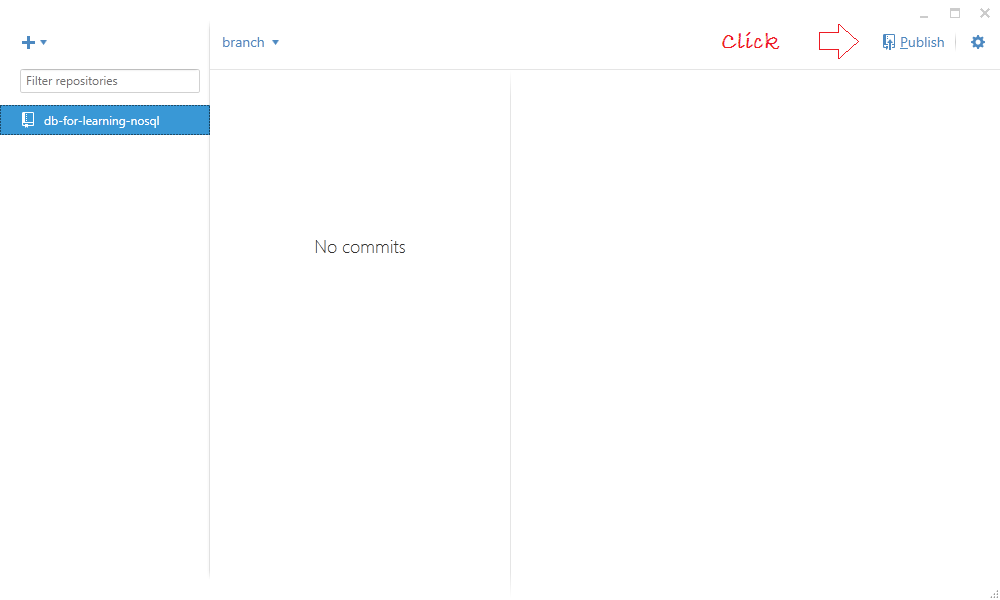 branch
Click
Publish
Filter repositories
db-for-learning-nosql
No commits